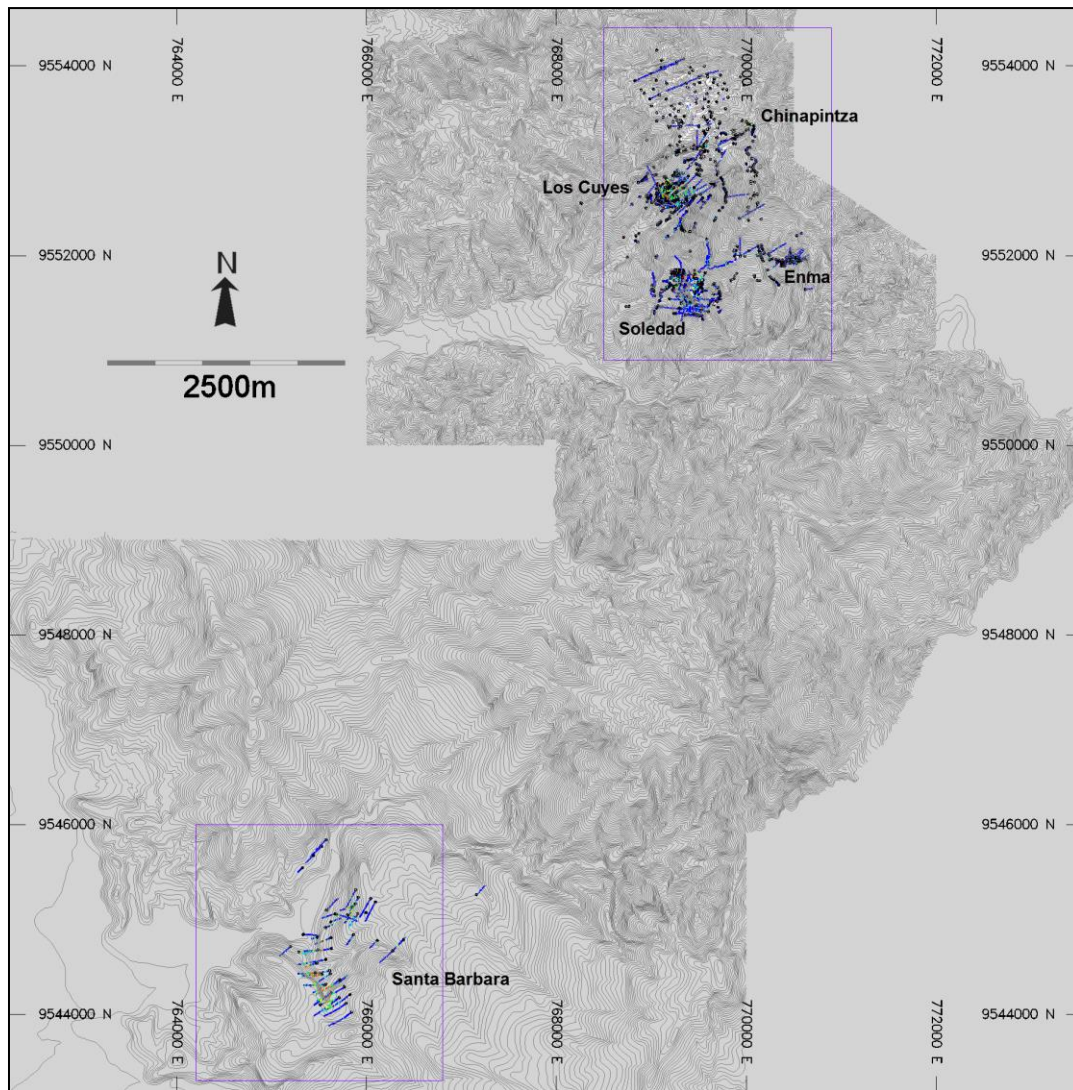 764000 E
766000 E
768000 E
770000 E
772000 E
9554000 N
9554000 N
Chinapintza
Los Cuyes
9552000 N
9552000 N
N
Enma
Soledad
2500m
9550000 N
9550000 N
9548000 N
9548000 N
9546000 N
9546000 N
Santa Barbara
9544000 N
9544000 N
764000 E
766000 E
768000 E
770000 E
772000 E